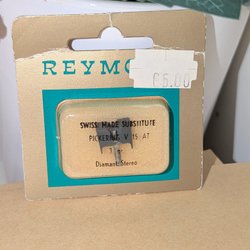 REYMO
£6.00
SWISS MADE SUBSTITUTE
PICKERING V 15 AT
Diamant Stereo